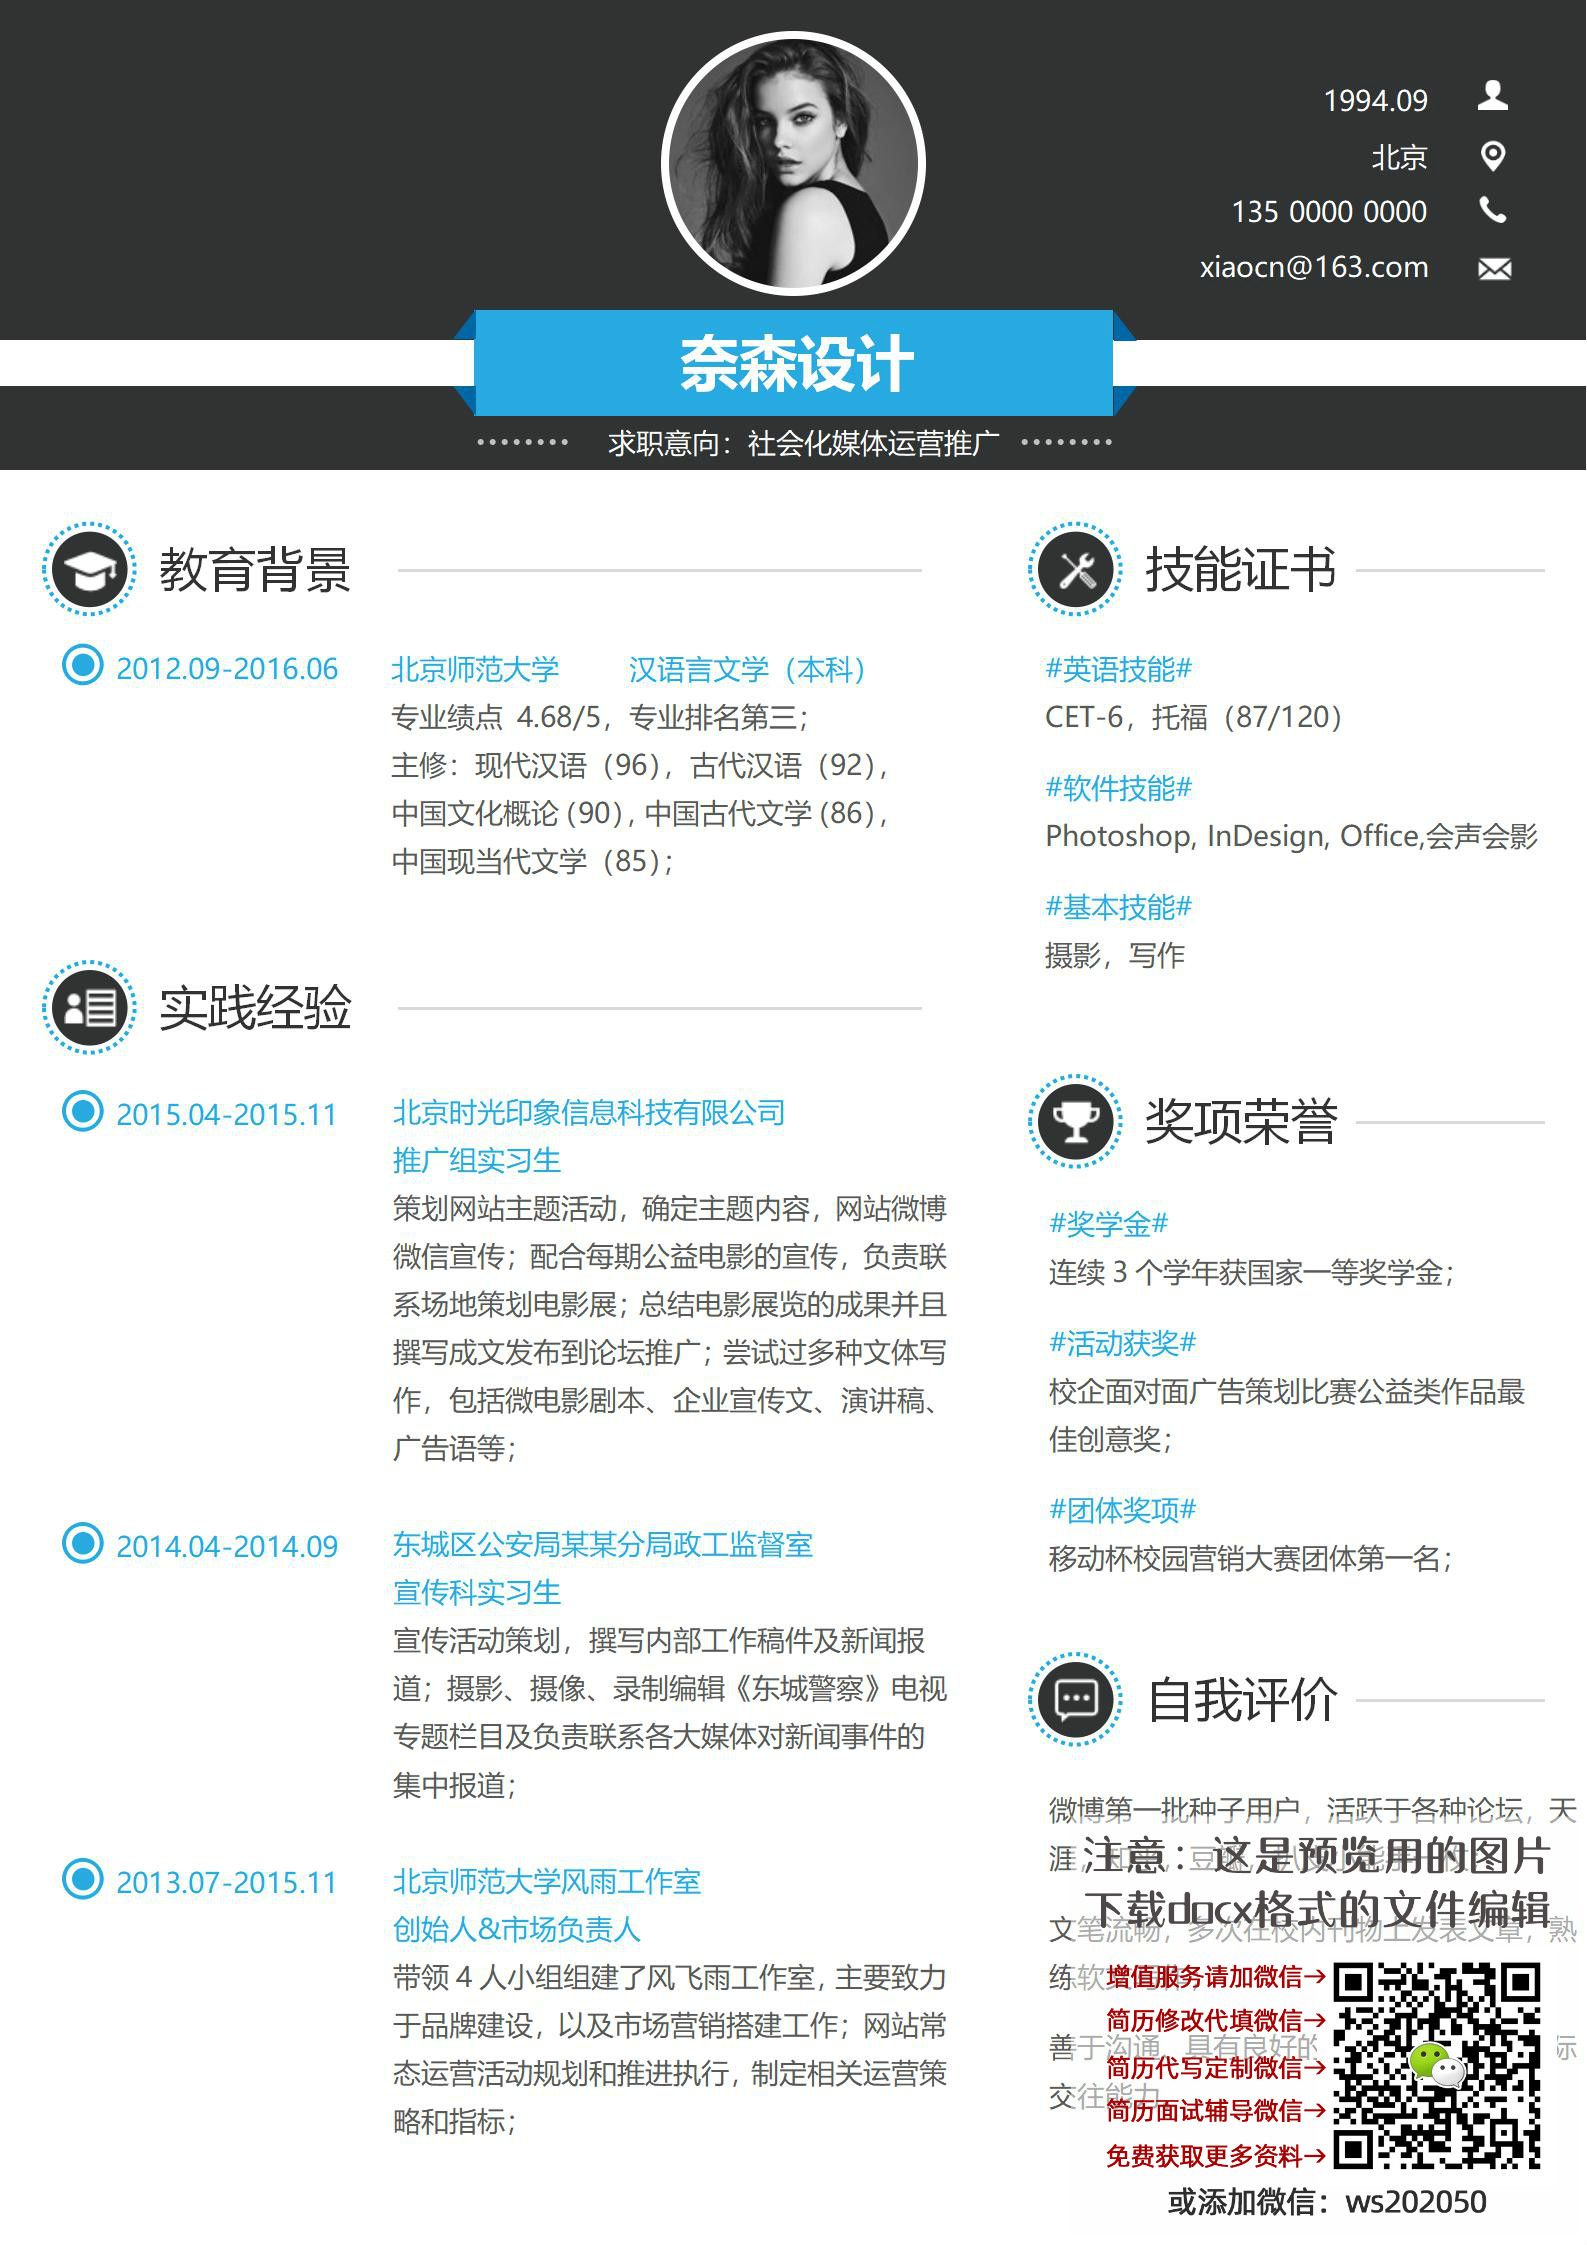 1994.09
北京
135 0000 0000
xiaocn@163.com
奈森设计
求职意向：社会化媒体运营推广
教育背景
2012.09-2016.06 北京师范大学 汉语言文学（本科）
专业绩点 4.68/5，专业排名第三；
主修：现代汉语（96），古代汉语（92），
中国文化概论（90），中国古代文学（86），
中国现当代文学（85）；
实践经验
2015.04-2015.11 北京时光印象信息科技有限公司
推广组实习生
策划网站主题活动，确定主题内容，网站微博
微信宣传；配合每期公益电影的宣传，负责联
系场地策划电影展；总结电影展览的成果并且
撰写成文发布到论坛推广；尝试过多种文体写
作，包括微电影剧本、企业宣传文、演讲稿、
广告语等；
2014.04-2014.09 东城区公安局某某分局政工监督室
宣传科实习生
宣传活动策划，撰写内部工作稿件及新闻报
道；摄影、摄像、录制编辑《东城警察》电视
专题栏目及负责联系各大媒体对新闻事件的
集中报道；
2013.07-2015.11 北京师范大学风雨工作室
创始人&市场负责人
带领 4 人小组组建了风飞雨工作室，主要致力
于品牌建设，以及市场营销搭建工作；网站常
态运营活动规划和推进执行，制定相关运营策
略和指标；
技能证书
#英语技能#
CET-6，托福（87/120）
#软件技能#
Photoshop, InDesign, Office,会声会影
#基本技能#
摄影，写作
奖项荣誉
#奖学金#
连续 3 个学年获国家一等奖学金；
#活动获奖#
校企面对面广告策划比赛公益类作品最
佳创意奖；
#团体奖项#
移动杯校园营销大赛团体第一名；
自我评价
微博第一批种子用户，活跃于各种论坛，天
涯，知乎，豆瓣，
注意：这是预览用的图片
下载docx格式的文件编辑
文笔流畅，多次在校内刊物上发表文章，熟
练软文
增值服务请加微信→
简历修改代填微信→
善于沟通，具有良好的 际
简历代写定制微信→
交往能力
简历面试辅导微信→
免费获取更多资料→
或添加微信：ws202050